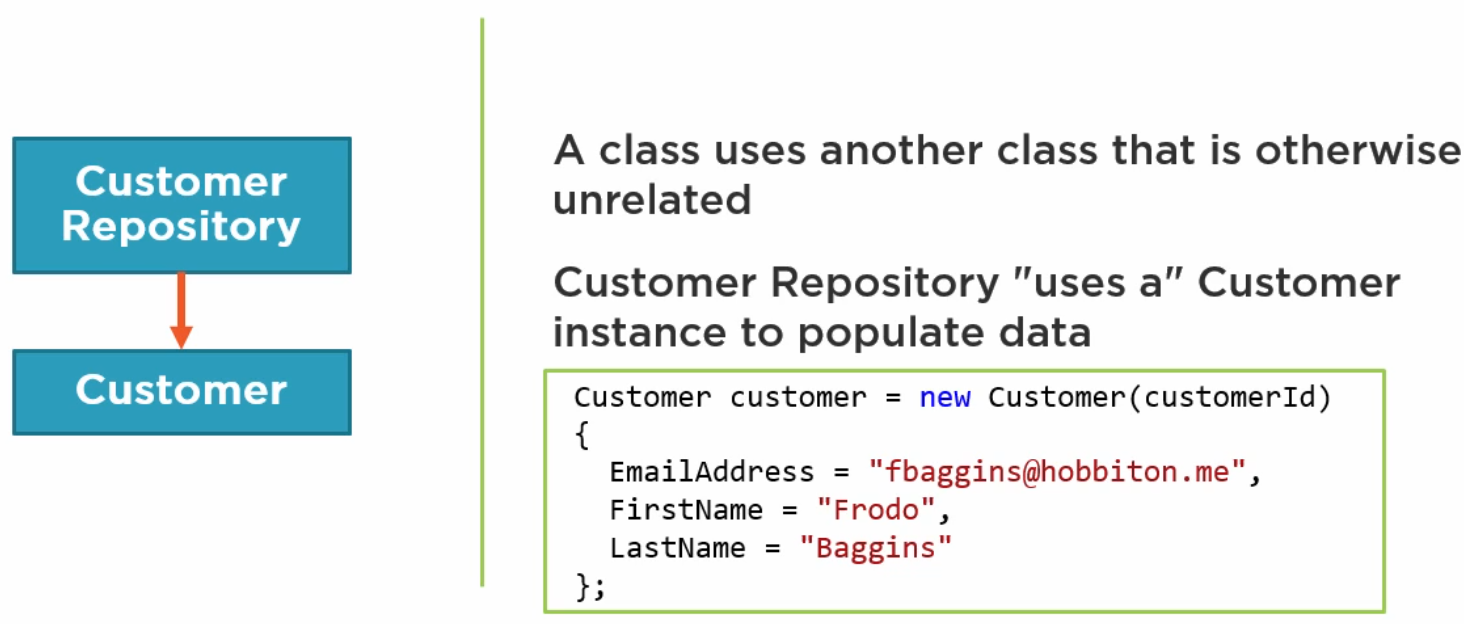 Customer
Repository
Customer
A class uses another class that is otherwise
unrelated
Customer Repository "uses a" Customer
instance to populate data
Customer customer = new Customer(customerId)
{
  EmailAddress = "fbaggins@hobbiton.me",
  FirstName = "Frodo",
  LastName = "Baggins"
};